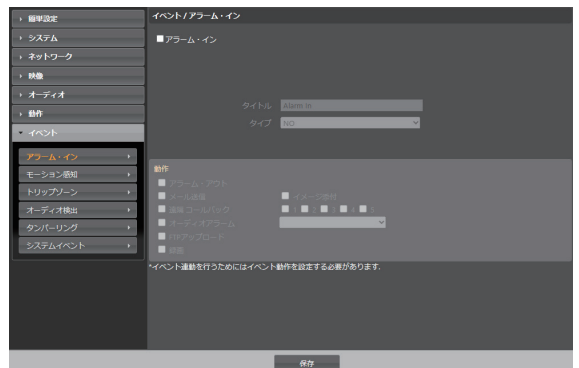 簡単設定
システム
ネットワーク
映像
オーディオ
動作
イベント
アラーム・イン
モーション感知
トリップゾーン
オーディオ検出
タンパーリング
システムイベント
イベント / アラーム・イン
アラーム・イン
タイトル Alarm In
タイプ NO
動作
アラーム・アウト
メール送信 イメージ添付
遠隔 コールバック 1 2 3 4 5
オーディオアラーム
FTPアップロード
録画
*イベント連動を行うためにはイベント動作を設定する必要があります.
保存